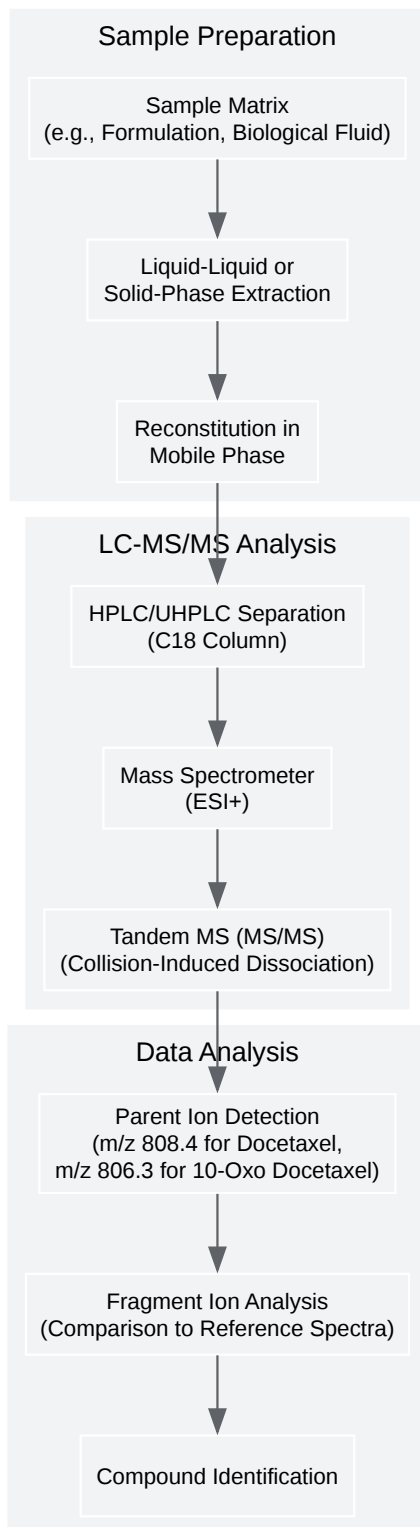 Sample Preparation
Sample Matrix
(e.g., Formulation, Biological Fluid)
Liquid-Liquid or
Solid-Phase Extraction
Reconstitution in
Mobile Phase
LC-MS/MS Analysis
HPLC/UHPLC Separation
(C18 Column)
Mass Spectrometer
(ESI+)
Tandem MS (MS/MS)
(Collision-Induced Dissociation)
Data Analysis
Parent Ion Detection
(m/z 808.4 for Docetaxel,
m/z 806.3 for 10-Oxo Docetaxel)
Fragment Ion Analysis
(Comparison to Reference Spectra)
Compound Identification